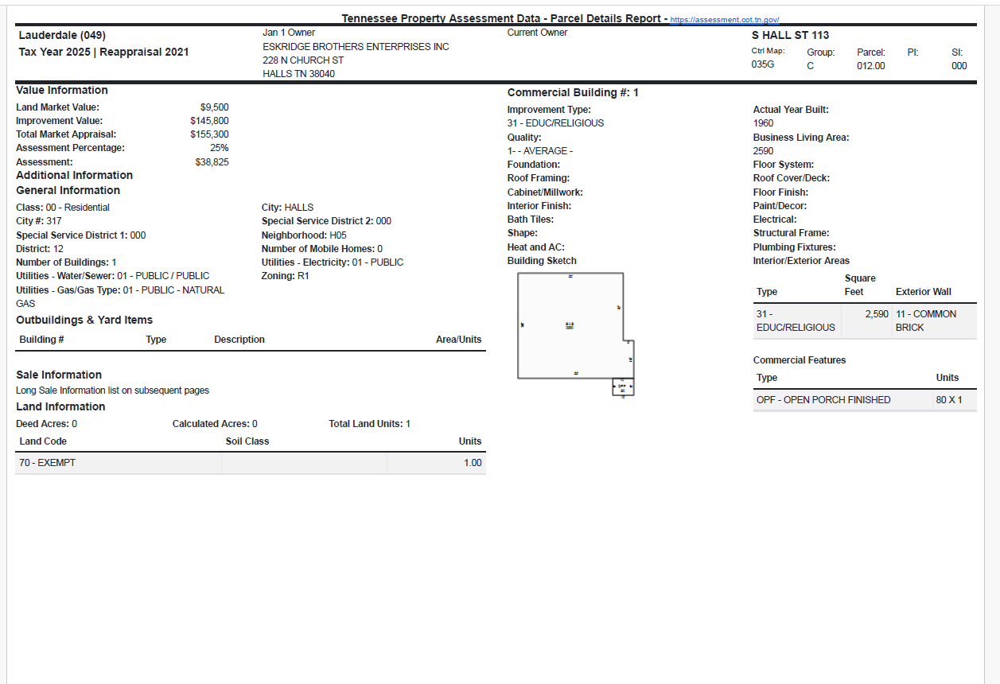 Tennessee Property Assessment Data - Parcel Details Report - https://assessment.cot.tn.gov/
Lauderdale (049)
Tax Year 2025 | Reappraisal 2021
Jan 1 Owner
ESKRIDGE BROTHERS ENTERPRISES INC
228 N CHURCH ST
HALLS TN 38040
Current Owner
S HALL ST 113
Ctrl Map: Group: Parcel: PI: SI:
035G C 012.00 000
Value Information
Land Market Value: $9,500
Improvement Value: $145,800
Total Market Appraisal: $155,300
Assessment Percentage: 25%
Assessment: $38,825
Additional Information
General Information
Class: 00 - Residential
City: HALLS
City #: 317
Special Service District 2: 000
Special Service District 1: 000
Neighborhood: H05
District: 12
Number of Mobile Homes: 0
Number of Buildings: 1
Utilities - Electricity: 01 - PUBLIC
Utilities - Water/Sewer: 01 - PUBLIC / PUBLIC
Zoning: R1
Utilities - Gas/Gas Type: 01 - PUBLIC - NATURAL
GAS
Outbuildings & Yard Items
Building # Type Description Area/Units
Sale Information
Long Sale Information list on subsequent pages
Land Information
Deed Acres: 0 Calculated Acres: 0 Total Land Units: 1
Land Code Soil Class Units
70 - EXEMPT 1.00
Commercial Building #: 1
Improvement Type:
31 - EDUC/RELIGIOUS
Quality:
1- - AVERAGE -
Foundation:
Roof Framing:
Cabinet/Millwork:
Interior Finish:
Bath Tiles:
Shape:
Heat and AC:
Building Sketch
OPF
Actual Year Built:
1960
Business Living Area:
2590
Floor System:
Roof Cover/Deck:
Floor Finish:
Paint/Decor:
Electrical:
Structural Frame:
Plumbing Fixtures:
Interior/Exterior Areas
Square
Type Feet Exterior Wall
31 - 2,590 11 - COMMON
EDUC/RELIGIOUS BRICK
Commercial Features
Type Units
OPF - OPEN PORCH FINISHED 80 X 1